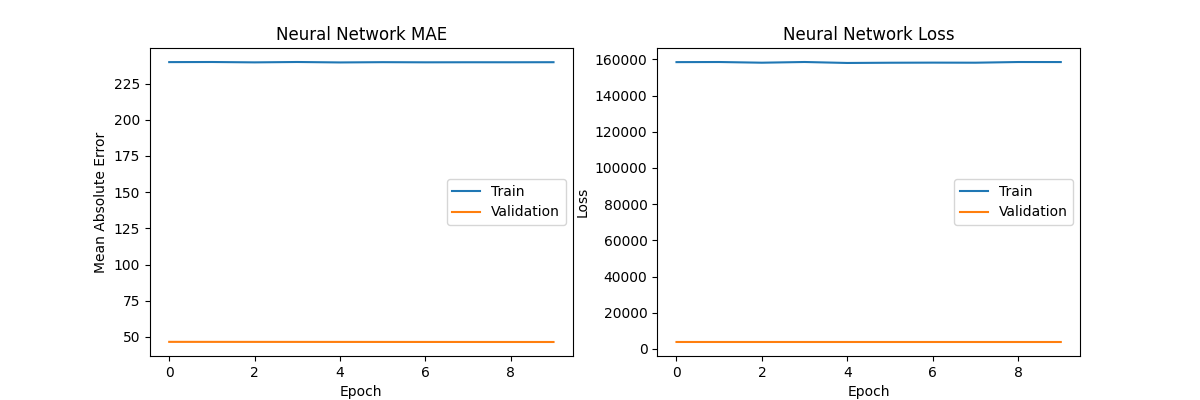 Neural Network MAE
Mean Absolute Error
225
200
175
150
125
100
75
50
0 2 4 6 8
Epoch
Train
Validation
Neural Network Loss
Loss
160000
140000
120000
100000
80000
60000
40000
20000
0
0 2 4 6 8
Epoch
Train
Validation